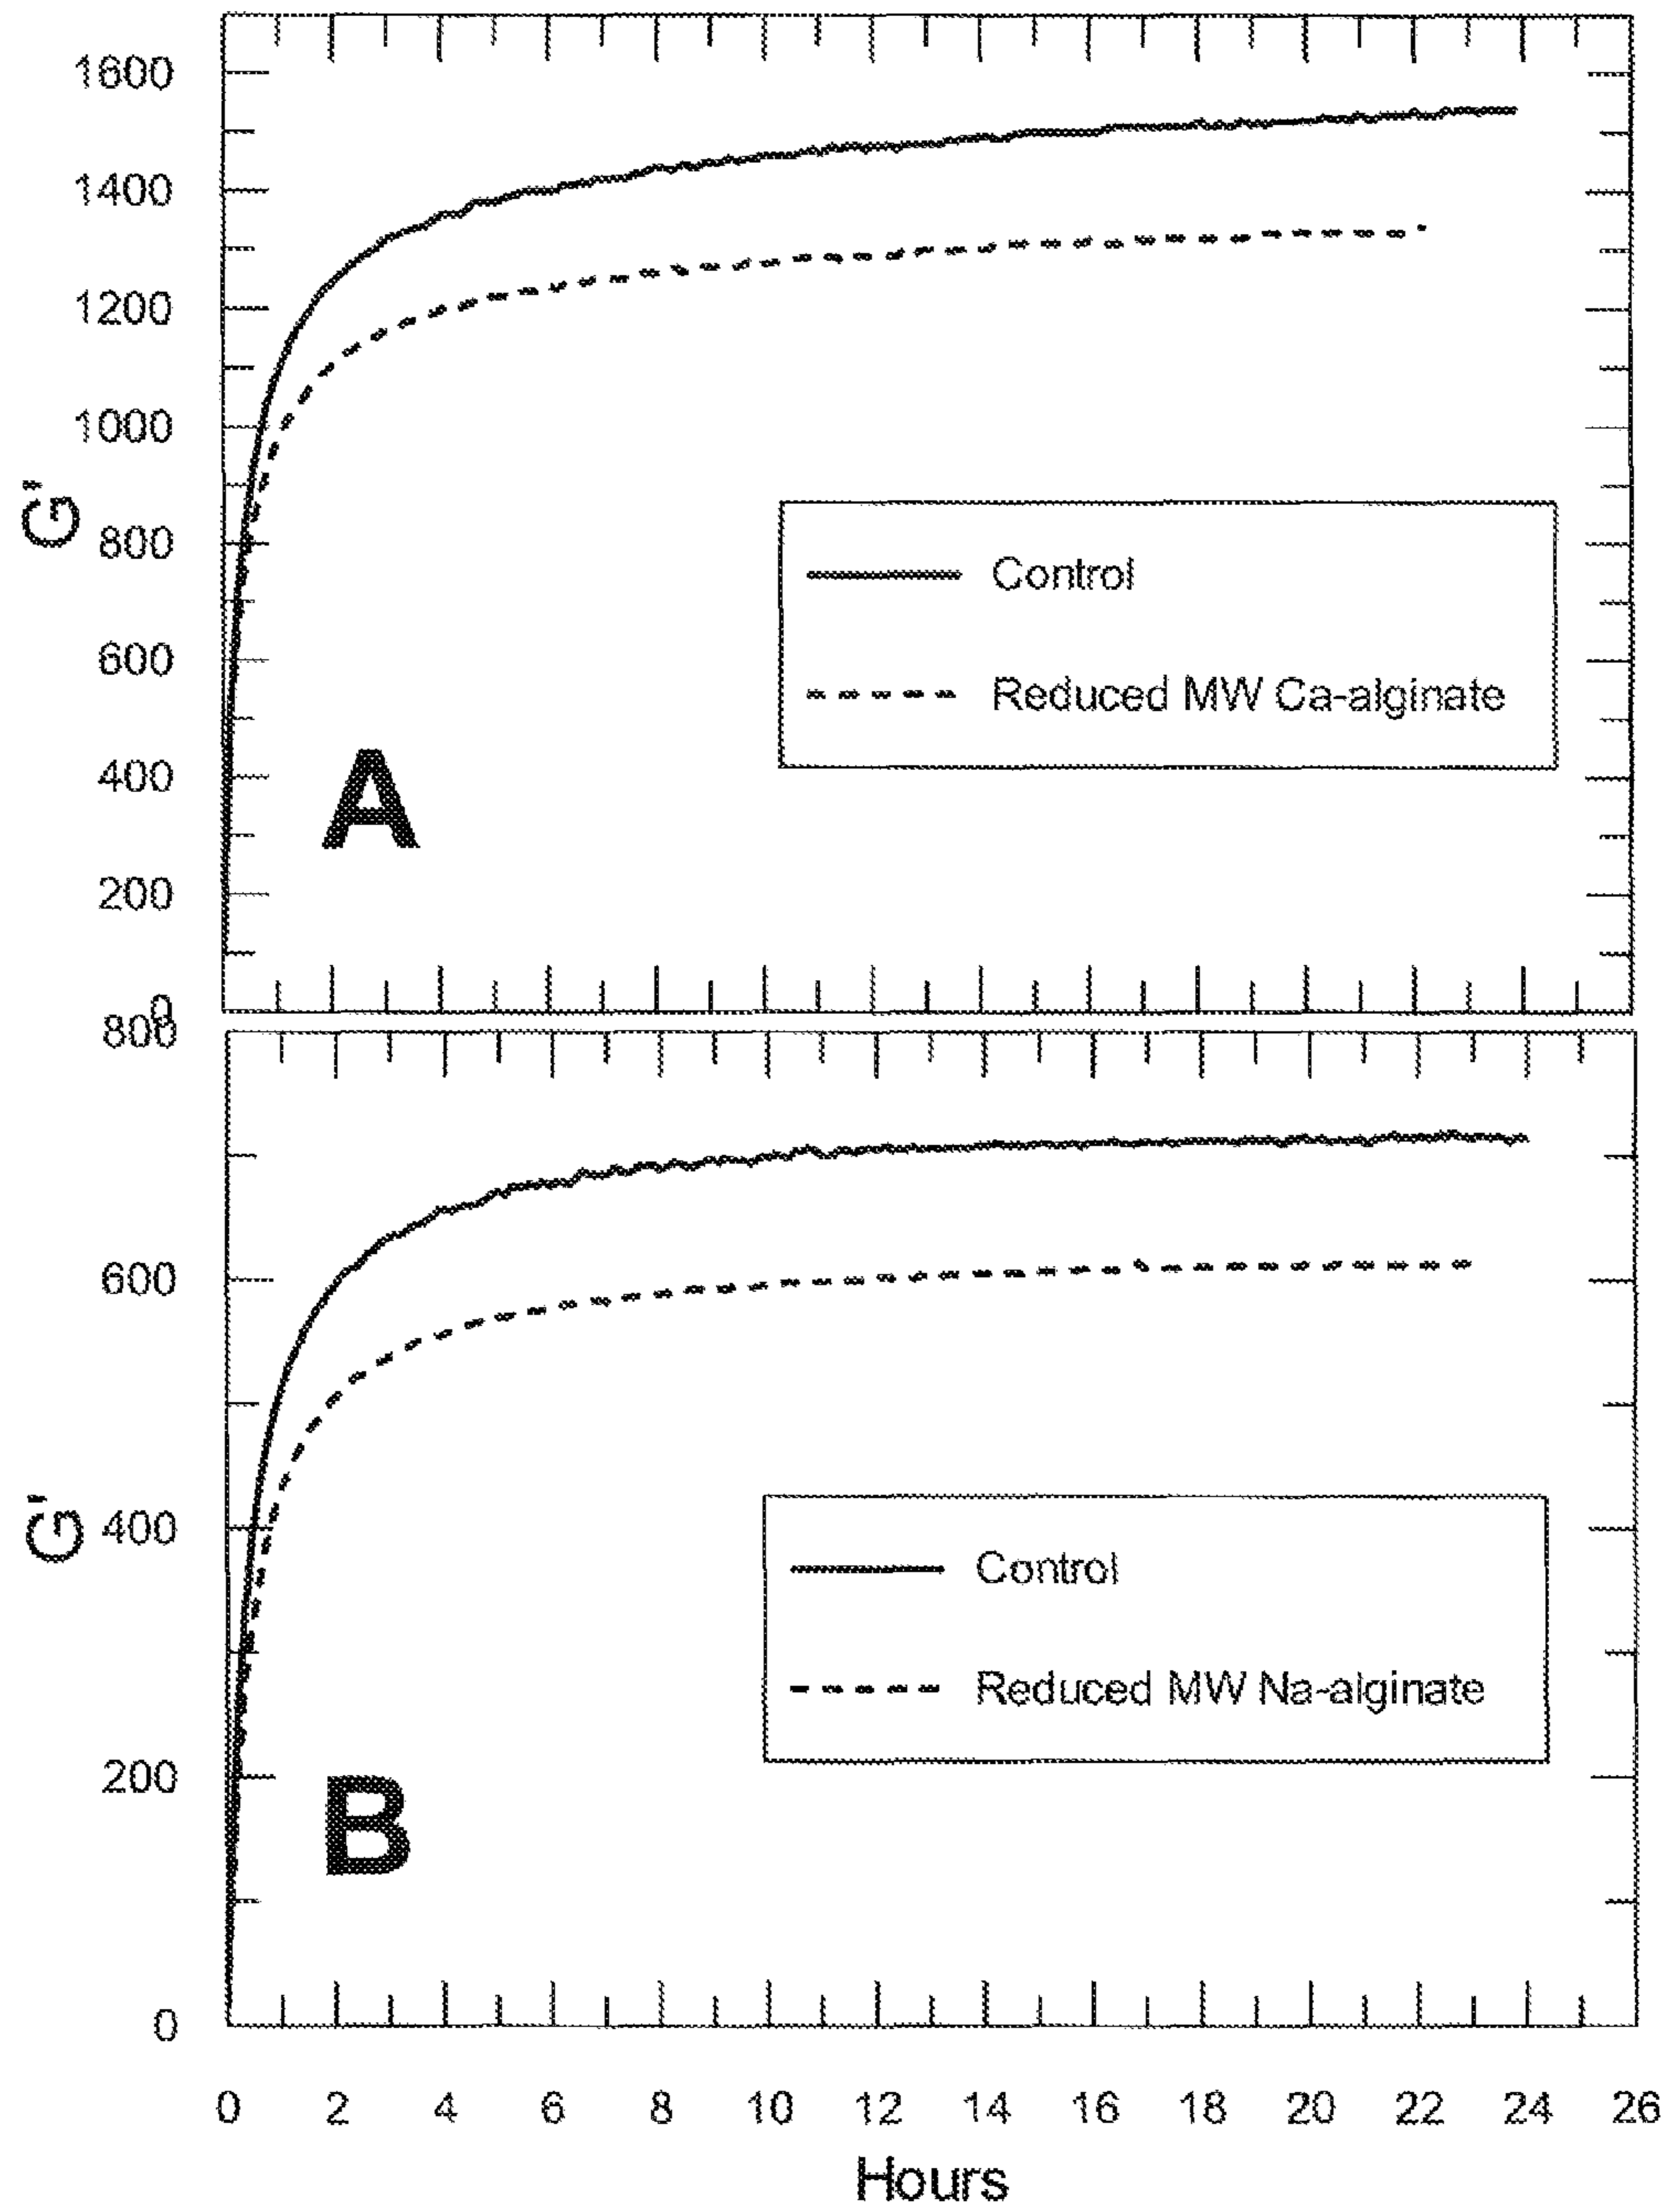 1600
1400
1200
1000
G'
800
600
400
200
0
Control
Reduced MW Ca-alginate
A
800
600
G'
400
200
0
Control
Reduced MW Na-alginate
B
0 2 4 6 8 10 12 14 16 18 20 22 24 26
Hours